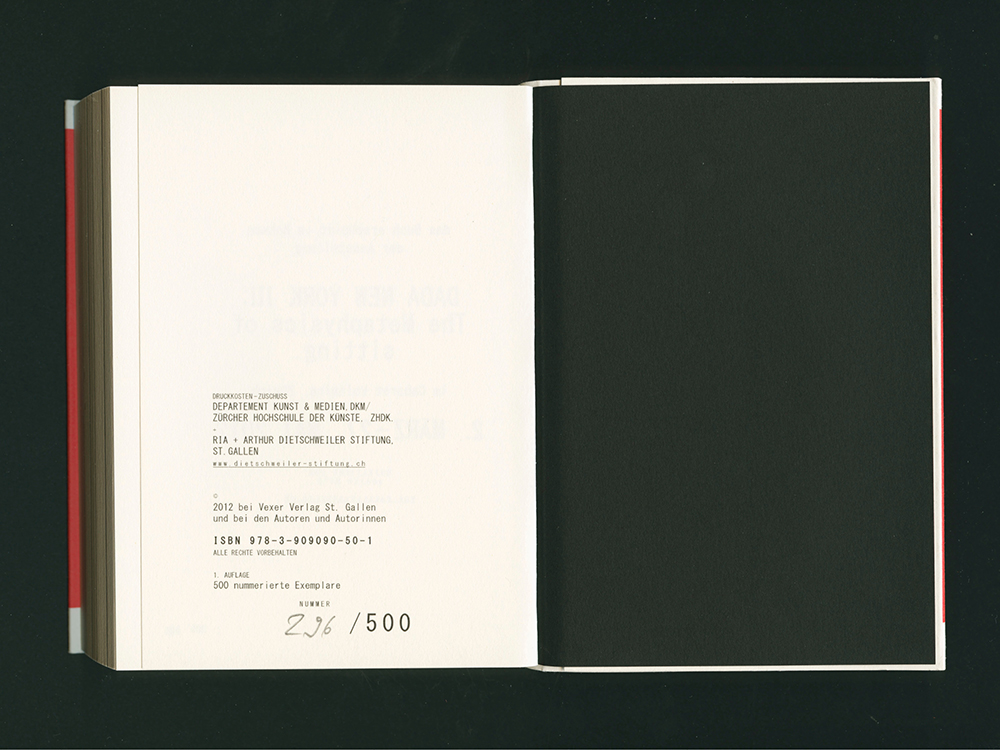 DRUCKKOSTEN-ZUSCHUSS
DEPARTEMENT KUNST & MEDIEN, DKM/
ZÜRCHER HOCHSCHULE DER KÜNSTE, ZHDK.
-
RIA + ARTHUR DIETSCHWEILER STIFTUNG,
ST.GALLEN
www.dietschweiler-stiftung.ch
©
2012 bei Vexer Verlag St. Gallen
und bei den Autoren und Autorinnen
ISBN 978-3-909090-50-1
ALLE RECHTE VORBEHALTEN
1. AUFLAGE
500 nummerierte Exemplare
NUMMER
296 /500